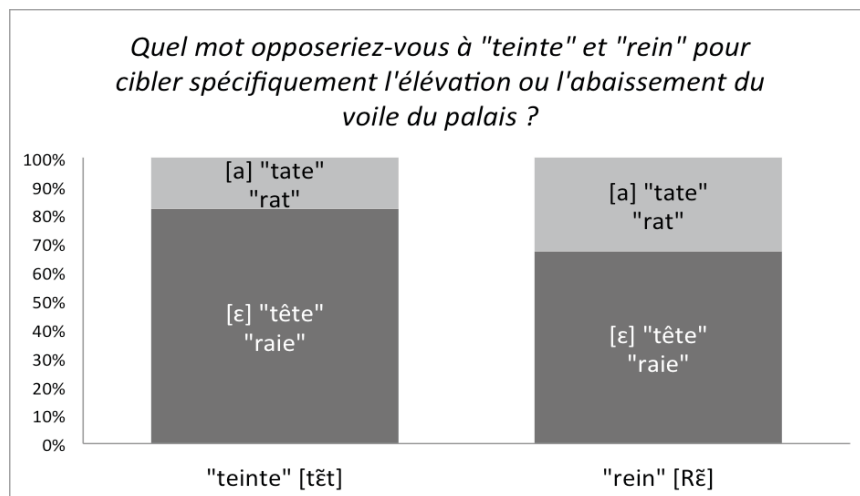 Quel mot opposeriez-vous à "teinte" et "rein" pour
cibler spécifiquement l'élévation ou l'abaissement du
voile du palais ?
100%
90%
80%
70%
60%
50%
40%
30%
20%
10%
0%
[a] "tate"
"rat"
[ɛ] "tête"
"raie"
[a] "tate"
"rat"
[ɛ] "tête"
"raie"
"teinte" [tɛ̃t]
"rein" [Rɛ̃]